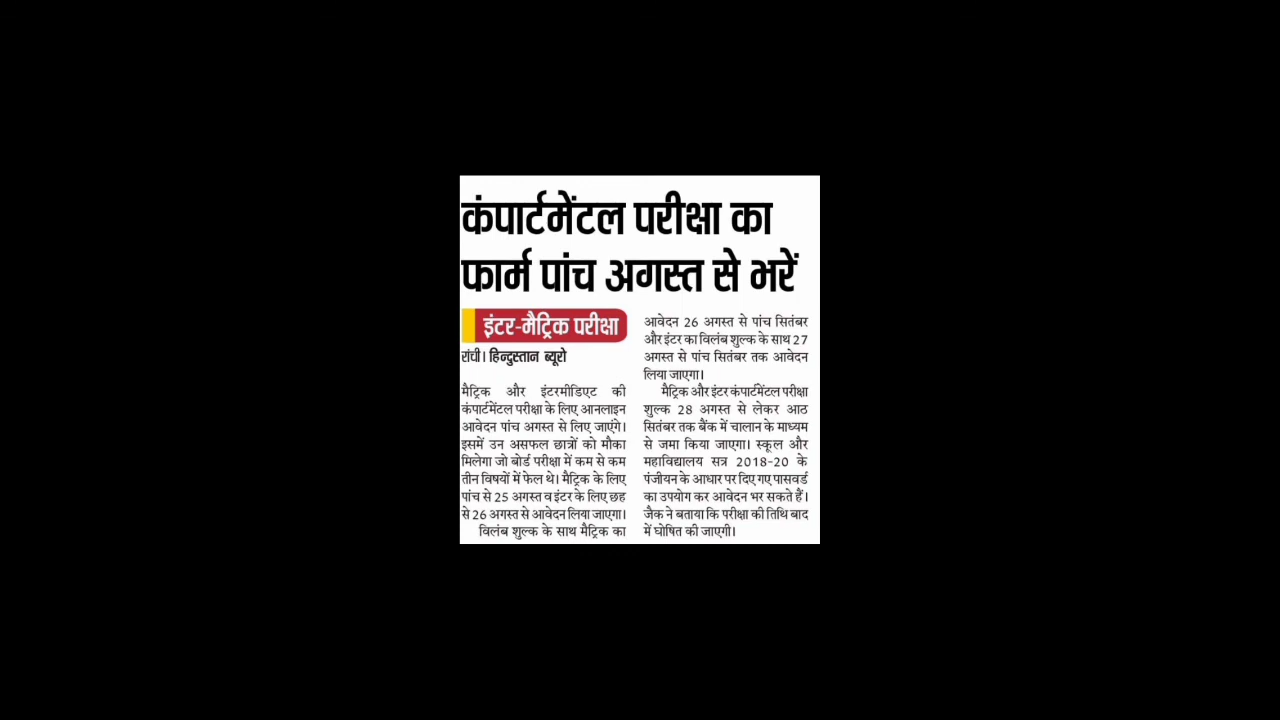 कंपार्टमेंटल परीक्षा का
फार्म पांच अगस्त से भरें
इंटर-मैट्रिक परीक्षा
रांची। हिन्दुस्तान ब्यूरो
मैट्रिक और इंटरमीडिएट की
कंपार्टमेंटल परीक्षा के लिए आनलाइन
आवेदन पांच अगस्त से लिए जाएंगे।
इसमें उन असफल छात्रों को मौका
मिलेगा जो बोर्ड परीक्षा में कम से कम
तीन विषयों में फेल थे। मैट्रिक के लिए
पांच से 25 अगस्त व इंटर के लिए छह
से 26 अगस्त से आवेदन लिया जाएगा।
विलंब शुल्क के साथ मैट्रिक का
आवेदन 26 अगस्त से पांच सितंबर
और इंटर का विलंब शुल्क के साथ 27
अगस्त से पांच सितंबर तक आवेदन
लिया जाएगा।
मैट्रिक और इंटर कंपार्टमेंटल परीक्षा
शुल्क 28 अगस्त से लेकर आठ
सितंबर तक बैंक में चालान के माध्यम
से जमा किया जाएगा। स्कूल और
महाविद्यालय सत्र 2018-20 के
पंजीयन के आधार पर दिए गए पासवर्ड
का उपयोग कर आवेदन भर सकते हैं।
जैक ने बताया कि परीक्षा की तिथि बाद
में घोषित की जाएगी।